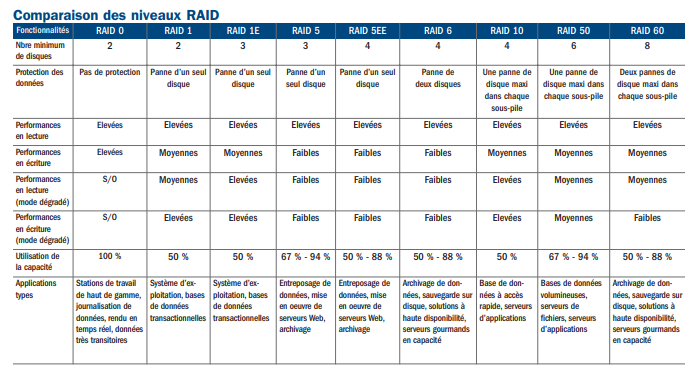 Comparaison des niveaux RAID
Fonctionnalités RAID 0 RAID 1 RAID 1E RAID 5 RAID 5EE RAID 6 RAID 10 RAID 50 RAID 60
Nbre minimum 2 2 3 3 4 4 4 6 8
de disques
Protection des Pas de protection Panne d'un seul Panne d'un seul Panne d'un Panne d'un seul Panne de Une panne de Une panne de Deux pannes de
données disque disque seul disque disque deux disques disque maxi disque maxi dans disque maxi dans
dans chaque chaque sous-pile chaque sous-pile
sous-pile
Performances Elevées Elevées Elevées Elevées Elevées Elevées Elevées Elevées Elevées
en lecture
Performances Elevées Moyennes Moyennes Faibles Faibles Faibles Moyennes Moyennes Moyennes
en écriture
Performances S/O Moyennes Elevées Faibles Faibles Faibles Elevées Moyennes Moyennes
en lecture
(mode dégradé)
Performances S/O Elevées Elevées Faibles Faibles Faibles Elevées Moyennes Faibles
en écriture
(mode dégradé)
Utilisation de 100 % 50 % 50 % 67 % - 94 % 50 % - 88 % 50 % - 88 % 50 % 67 % - 94 % 50 % - 88 %
la capacité
Applications Stations de travail Système d'ex- Système d'ex- Entreposage de Entreposage de Archivage de don- Base de don- Bases de données Archivage de don-
types de haut de gamme, ploitation, bases ploitation, bases données, mise données, mise nées, sauvegarde sur nées à accès volumineuses, nées, sauvegarde sur
journalisation de de données de données en oeuvre de en oeuvre de disque, solutions à rapide, serveurs serveurs de disque, solutions à
données, rendu en transactionnelles transactionnelles serveurs Web, serveurs Web, haute disponibilité, d'applications fichiers, serveurs haute disponibilité,
temps réel, données archivage archivage serveurs gourmands d'applications serveurs gourmands
très transitoires en capacité en capacité